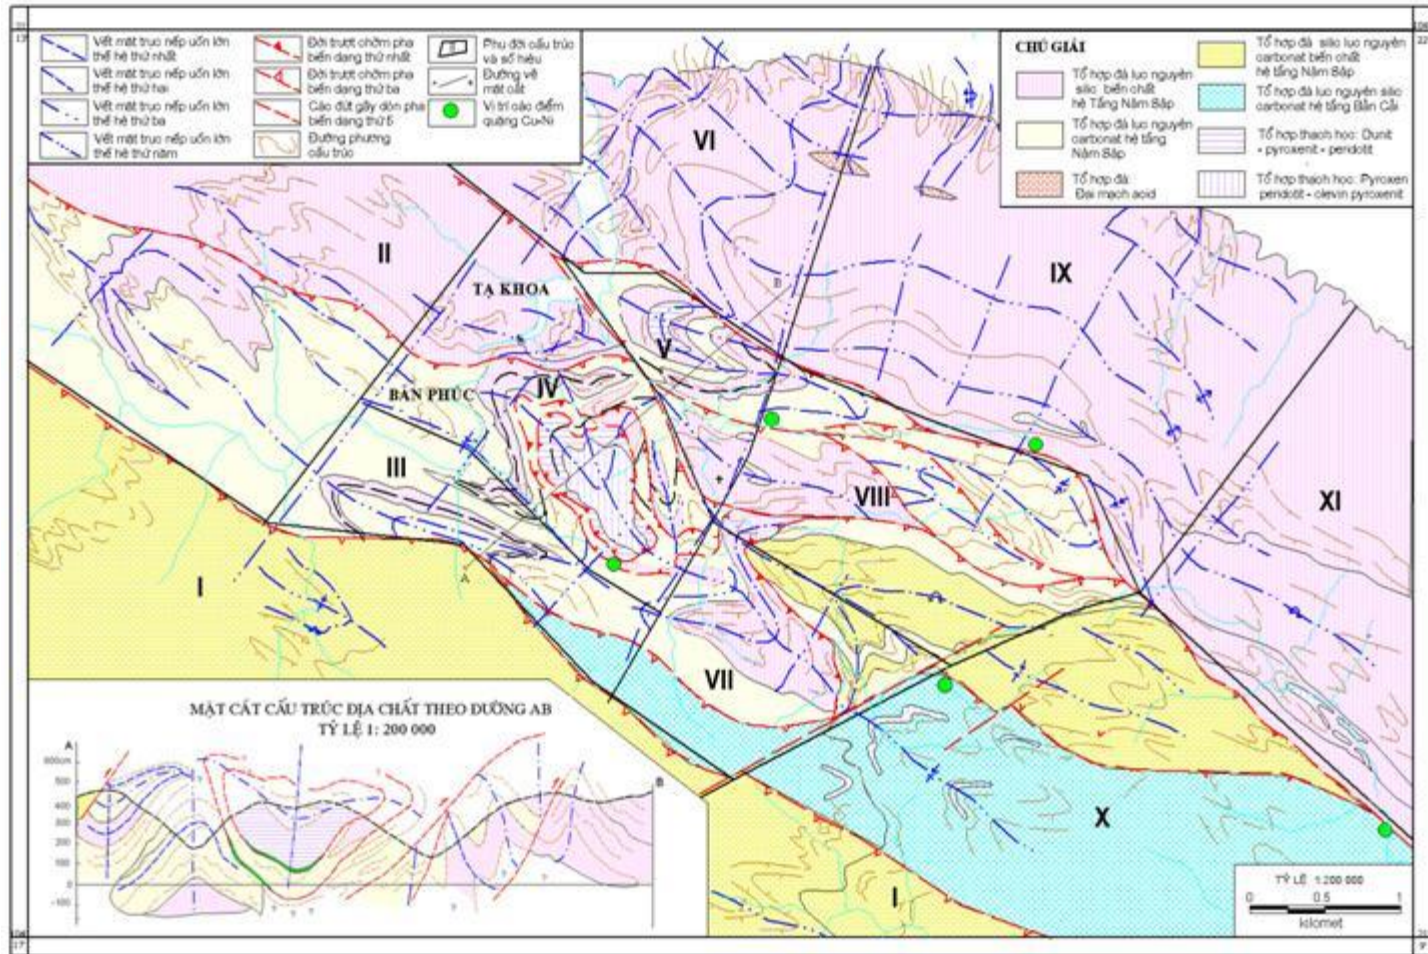 Vết mặt trục nếp uốn lớn
thế hệ thứ nhất
Vết mặt trục nếp uốn lớn
thế hệ thứ hai
Vết mặt trục nếp uốn lớn
thế hệ thứ ba
Vết mặt trục nếp uốn lớn
thế hệ thứ năm
Đới trượt chờm pha
biến dạng thứ nhất
Đới trượt chờm pha
biến dạng thứ ba
Các đứt gãy dòn pha
biến dạng thứ 5
Đường phương
cấu trúc
Phụ đới cấu trúc
và số hiệu
Đường vẽ
mặt cắt
Vị trí các điểm
quặng Cu-Ni
CHÚ GIẢI
Tổ hợp đá lục nguyên
silic biến chất
hệ Tầng Nậm Sập
Tổ hợp đá lục nguyên
carbonat hệ tầng
Nậm Sập
Tổ hợp đá:
Đai mạch acid
Tổ hợp đá silic lục nguyên
carbonat biến chất
hệ tầng Nậm Sập
Tổ hợp đá lục nguyên silic
carbonat hệ tầng Bản Cải
Tổ hợp thạch học: Dunit
- pyroxenit - peridotit
Tổ hợp thạch học: Pyroxen
peridotit - olevin pyroxenit
VI
II
IX
TẠ KHOA
B
V
BẢN PHÚC
IV
III
VIII
XI
A
I
VII
X
I
MẶT CẮT CẤU TRÚC ĐỊA CHẤT THEO ĐƯỜNG AB
TỶ LỆ 1: 200 000
A
B
600cm
500
400
300
200
100
0
-100
TỶ LỆ 1:200 000
0 0.5 1
kilomet